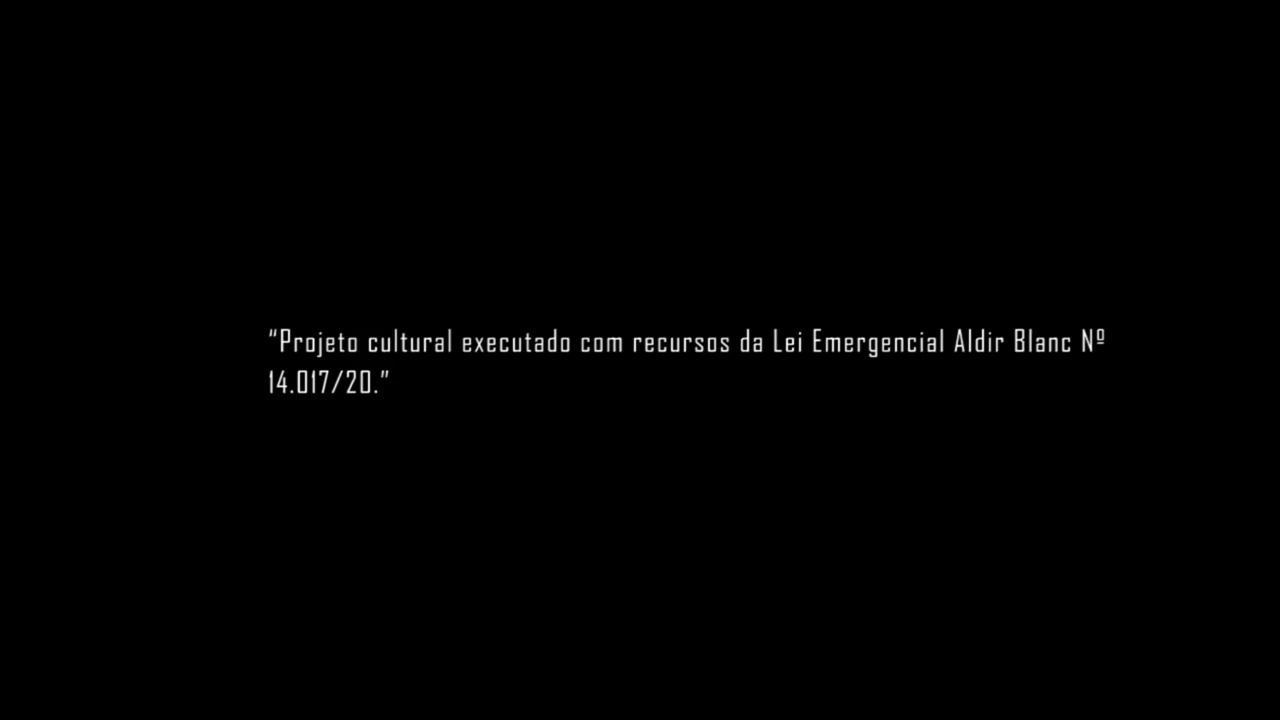 “Projeto cultural executado com recursos da Lei Emergencial Aldir Blanc Nº
14.017/20.”